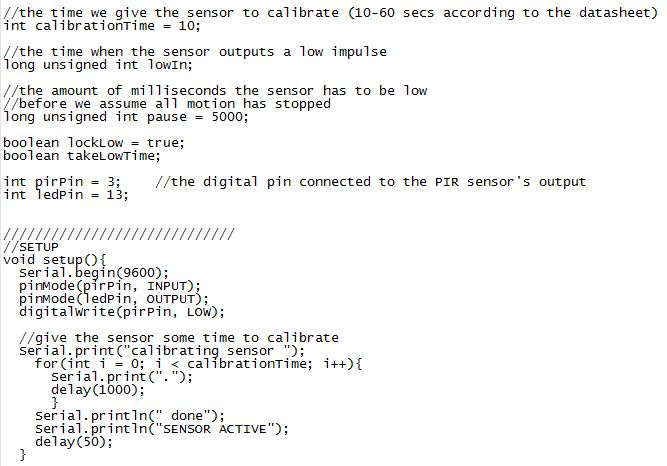 //the time we give the sensor to calibrate (10-60 secs according to the datasheet)
int calibrationTime = 10;

//the time when the sensor outputs a low impulse
long unsigned int lowIn;

//the amount of milliseconds the sensor has to be low
//before we assume all motion has stopped
long unsigned int pause = 5000;

boolean lockLow = true;
boolean takeLowTime;

int pirPin = 3;    //the digital pin connected to the PIR sensor's output
int ledPin = 13;


/////////////////////////////
//SETUP
void setup(){
  Serial.begin(9600);
  pinMode(pirPin, INPUT);
  pinMode(ledPin, OUTPUT);
  digitalWrite(pirPin, LOW);

  //give the sensor some time to calibrate
  Serial.print("calibrating sensor ");
    for(int i = 0; i < calibrationTime; i++){
      Serial.print(".");
      delay(1000);
      }
    Serial.println(" done");
    Serial.println("SENSOR ACTIVE");
    delay(50);
  }